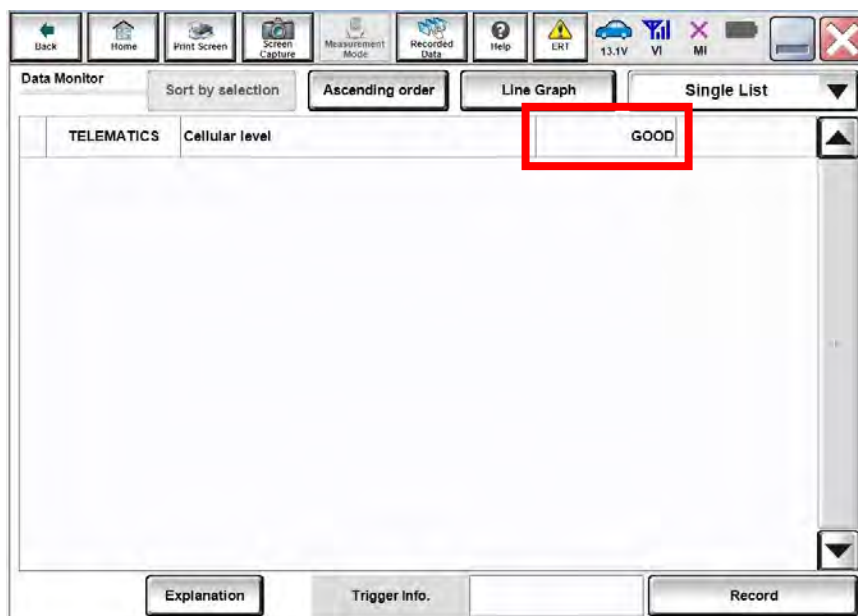 Back
Home
Print Screen
Screen
Capture
Measurement
Mode
Recorded
Data
Help
ERT
13.1V
VI
MI
Data Monitor
Sort by selection
Ascending order
Line Graph
Single List
TELEMATICS Cellular level GOOD
Explanation
Trigger Info.
Record